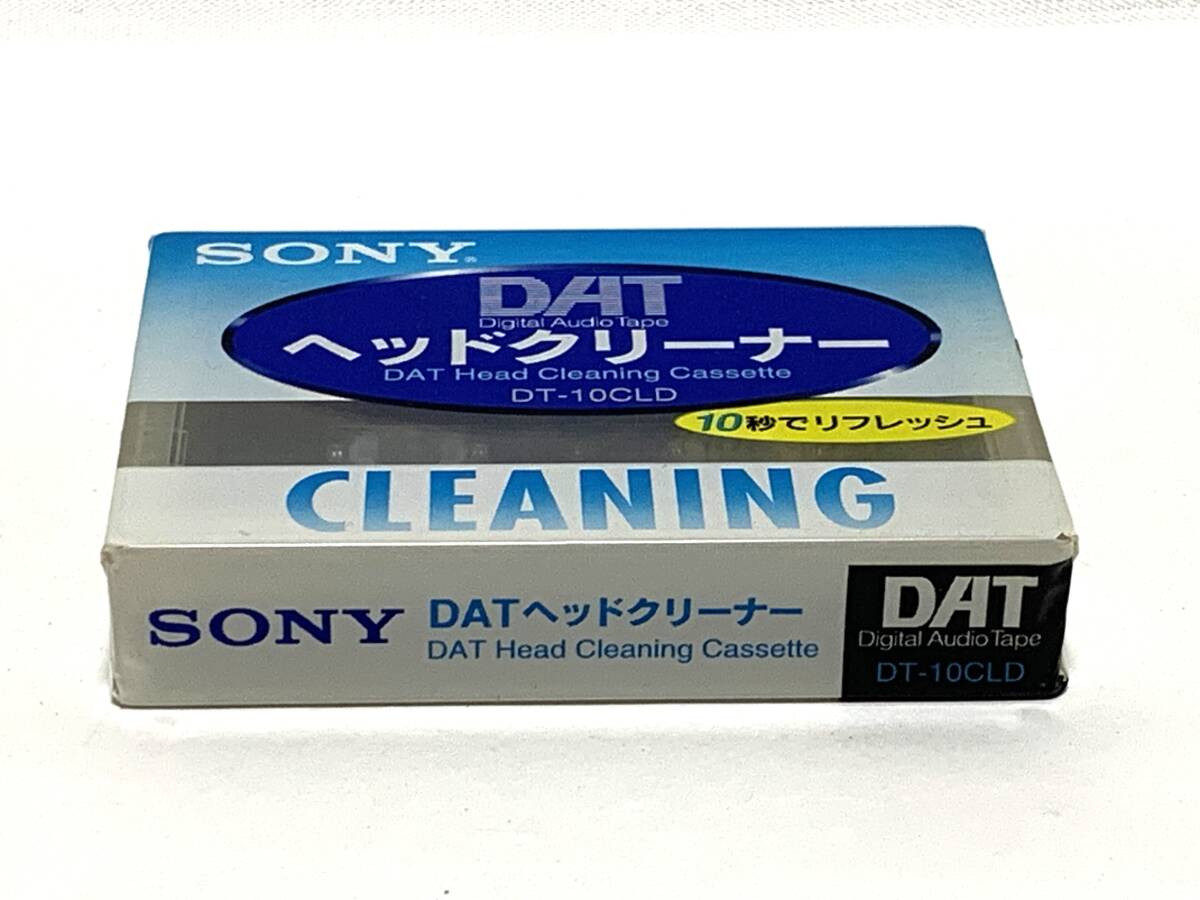 SONY®
DAT
Digital Audio Tape
ヘッドクリーナー
DAT Head Cleaning Cassette
DT-10CLD
10秒でリフレッシュ
CLEANING
SONY
DATヘッドクリーナー
DAT Head Cleaning Cassette
DAT
Digital Audio Tape
DT-10CLD